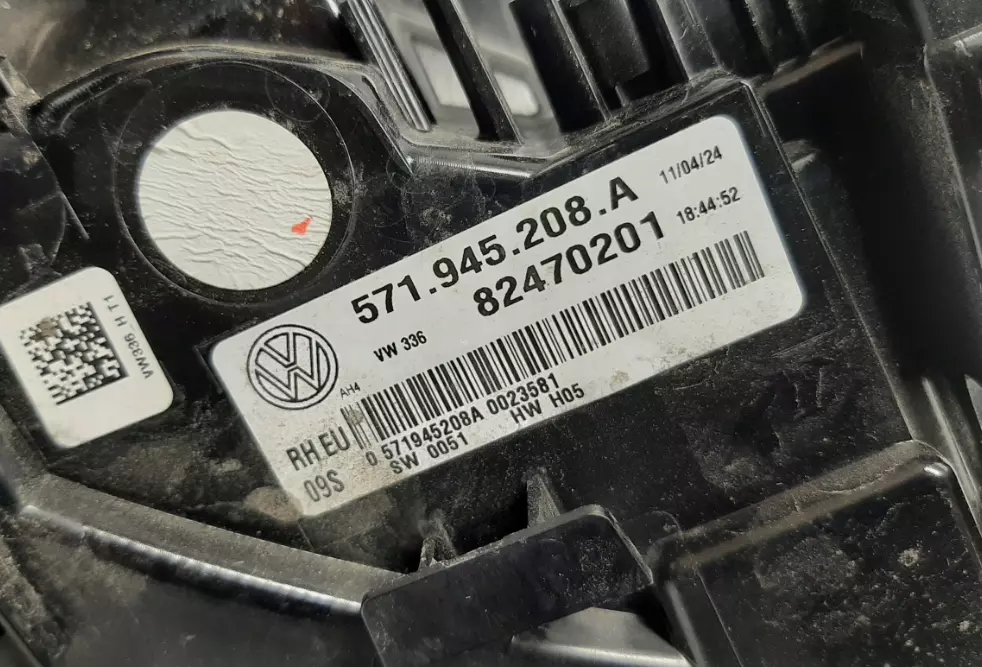 571.945.208.A
11/04/24
82470201
18:44:52
VW 336
AH4
RH EU
0 571945208A 0023581
09S
SW 0051
HW H05
VW336_H 11